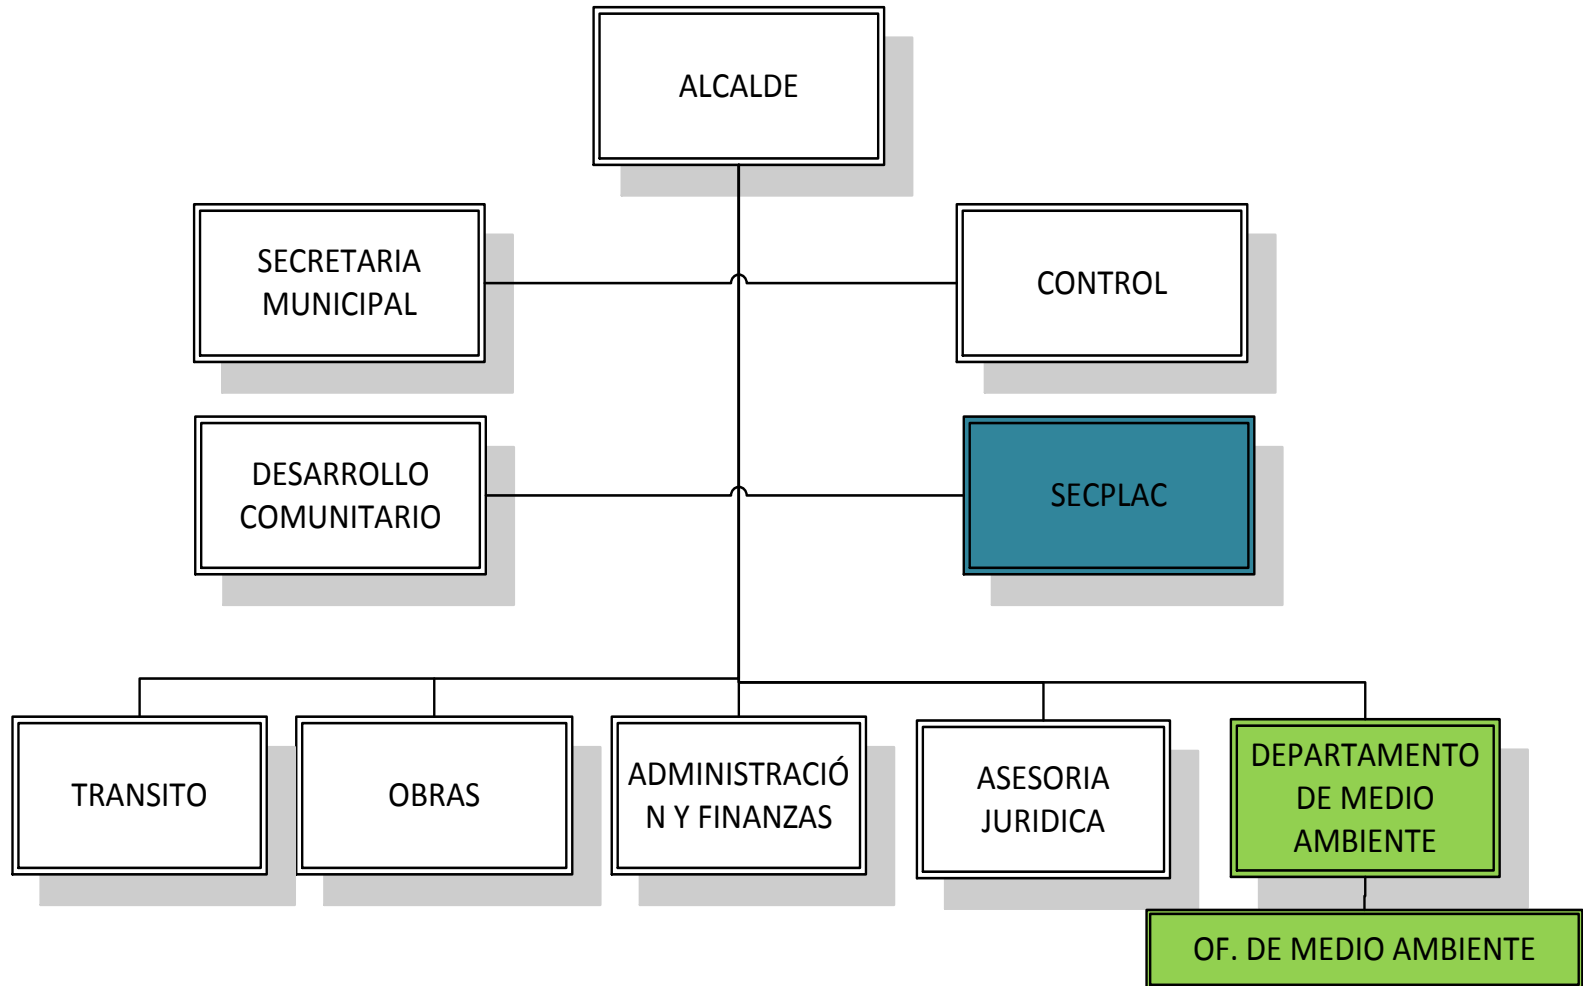 ALCALDE
SECRETARIA
MUNICIPAL
CONTROL
DESARROLLO
COMUNITARIO
SECPLAC
TRANSITO
OBRAS
ADMINISTRACIÓ
N Y FINANZAS
ASESORIA
JURIDICA
DEPARTAMENTO
DE MEDIO
AMBIENTE
OF. DE MEDIO AMBIENTE